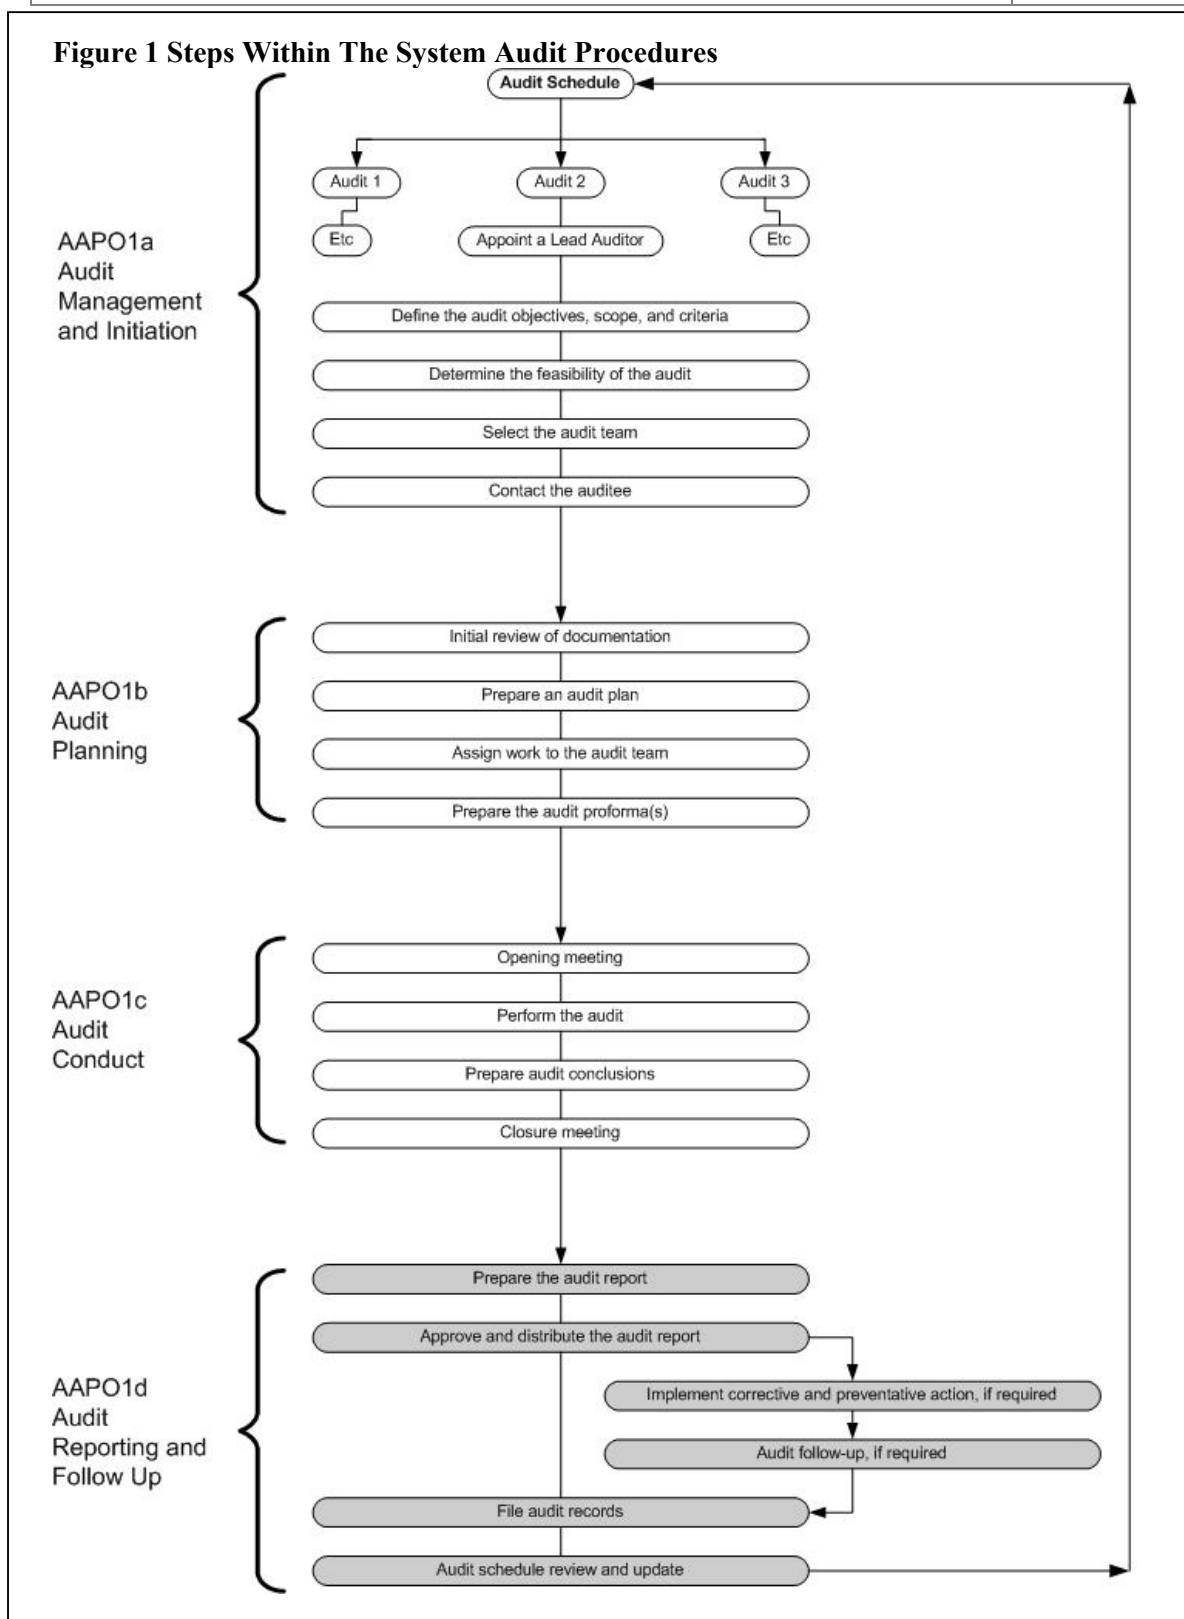 Figure 1 Steps Within The System Audit Procedures
Audit Schedule
Audit 1
Audit 2
Audit 3
Etc
Appoint a Lead Auditor
Etc
AAPO1a
Audit
Management
and Initiation
Define the audit objectives, scope, and criteria
Determine the feasibility of the audit
Select the audit team
Contact the auditee
AAPO1b
Audit
Planning
Initial review of documentation
Prepare an audit plan
Assign work to the audit team
Prepare the audit proforma(s)
AAPO1c
Audit
Conduct
Opening meeting
Perform the audit
Prepare audit conclusions
Closure meeting
AAPO1d
Audit
Reporting and
Follow Up
Prepare the audit report
Approve and distribute the audit report
Implement corrective and preventative action, if required
Audit follow-up, if required
File audit records
Audit schedule review and update